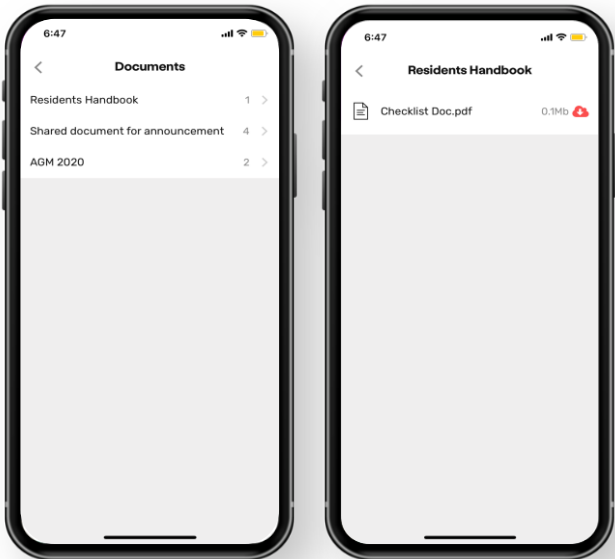 6:47
Documents
Residents Handbook 1
Shared document for announcement 4
AGM 2020 2
6:47
Residents Handbook
Checklist Doc.pdf 0.1Mb